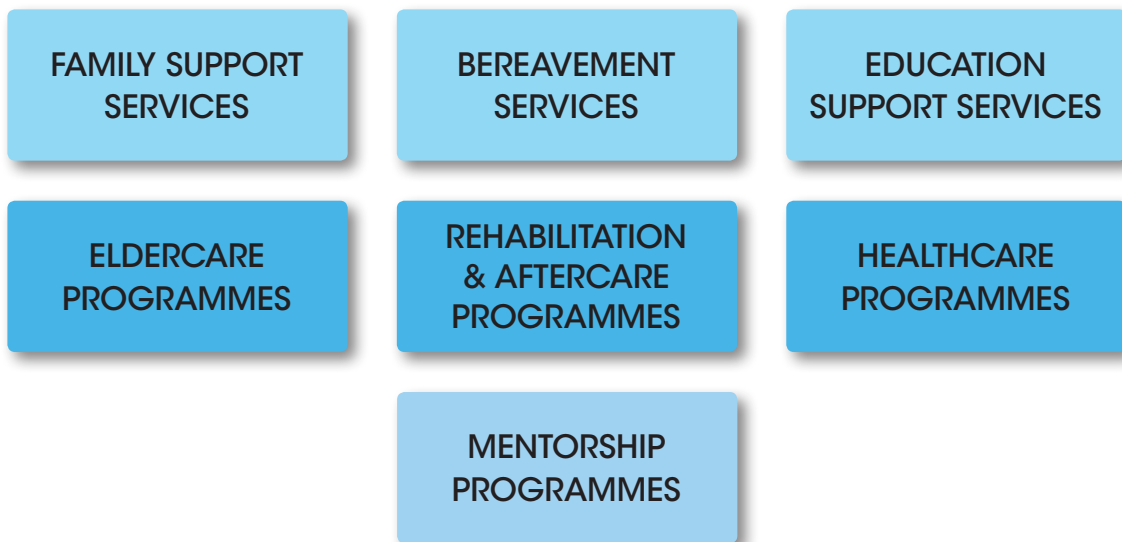 FAMILY SUPPORT
SERVICES
BEREAVEMENT
SERVICES
EDUCATION
SUPPORT SERVICES
ELDERCARE
PROGRAMMES
REHABILITATION
& AFTERCARE
PROGRAMMES
HEALTHCARE
PROGRAMMES
MENTORSHIP
PROGRAMMES